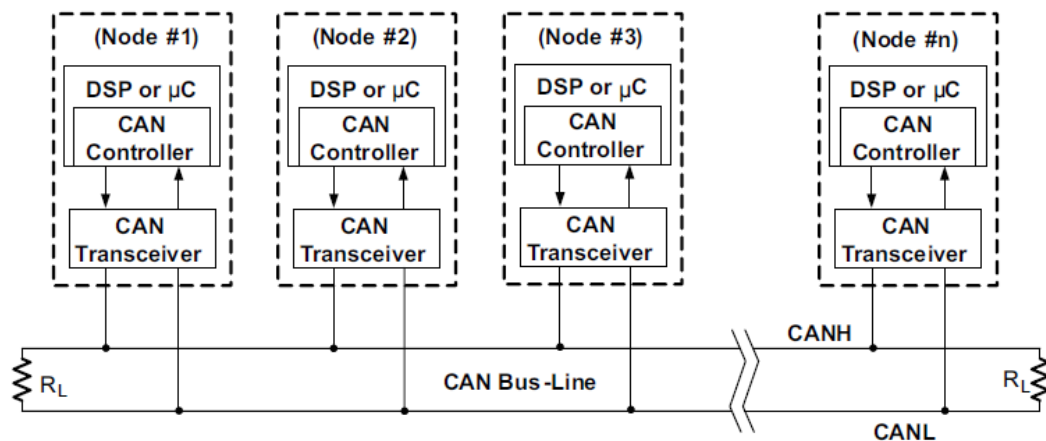 (Node #1)
DSP or µC
CAN
Controller
CAN
Transceiver
(Node #2)
DSP or µC
CAN
Controller
CAN
Transceiver
(Node #3)
DSP or µC
CAN
Controller
CAN
Transceiver
(Node #n)
DSP or µC
CAN
Controller
CAN
Transceiver
CANH
RL
CAN Bus-Line
RL
CANL